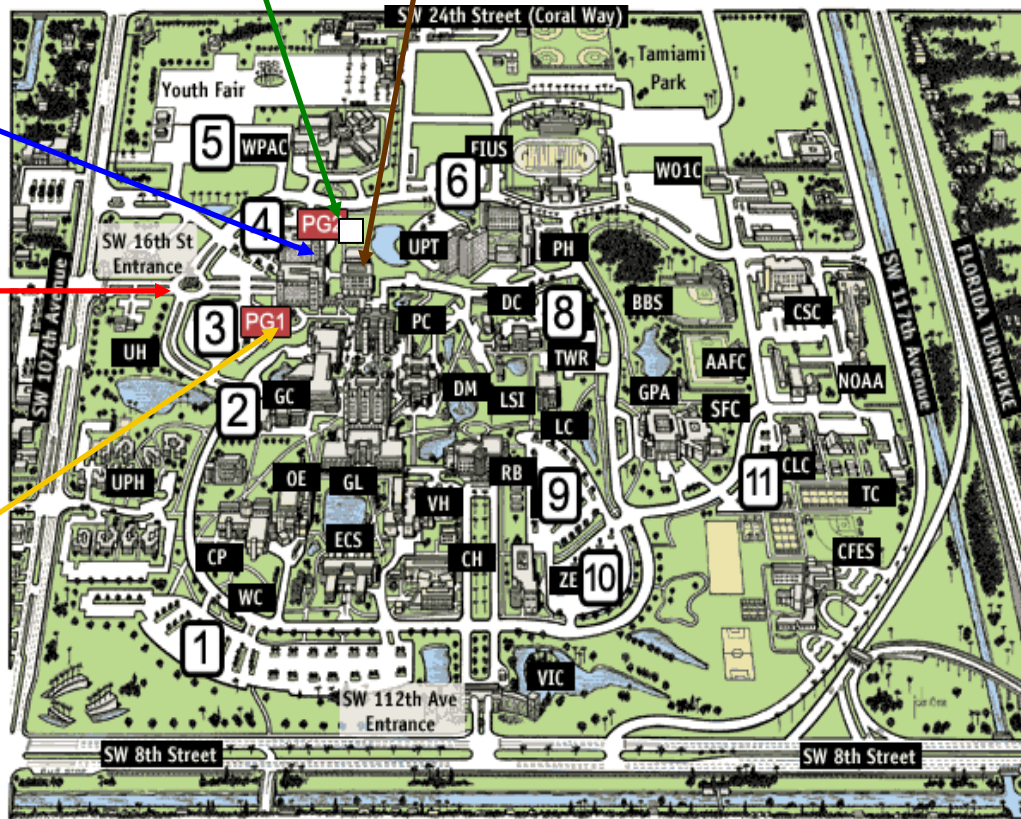 SW 24th Street (Coral Way)
Tamiami
Park
Youth Fair
5
WPAC
FIUS
6
WO1C
4
PG2
SW 16th St
Entrance
UPT
PH
SW 107th Avenue
SW 117th Avenue
FLORIDA TURNPIKE
3
PG1
PC
DC
8
BBS
CSC
UH
TWR
AAFC
NOAA
2
GC
DM
LSI
GPA
SFC
LC
UPH
OE
GL
RB
9
11
CLC
TC
VH
ECS
CP
CH
ZE
10
CFES
WC
1
VIC
SW 112th Ave
Entrance
SW 8th Street
SW 8th Street